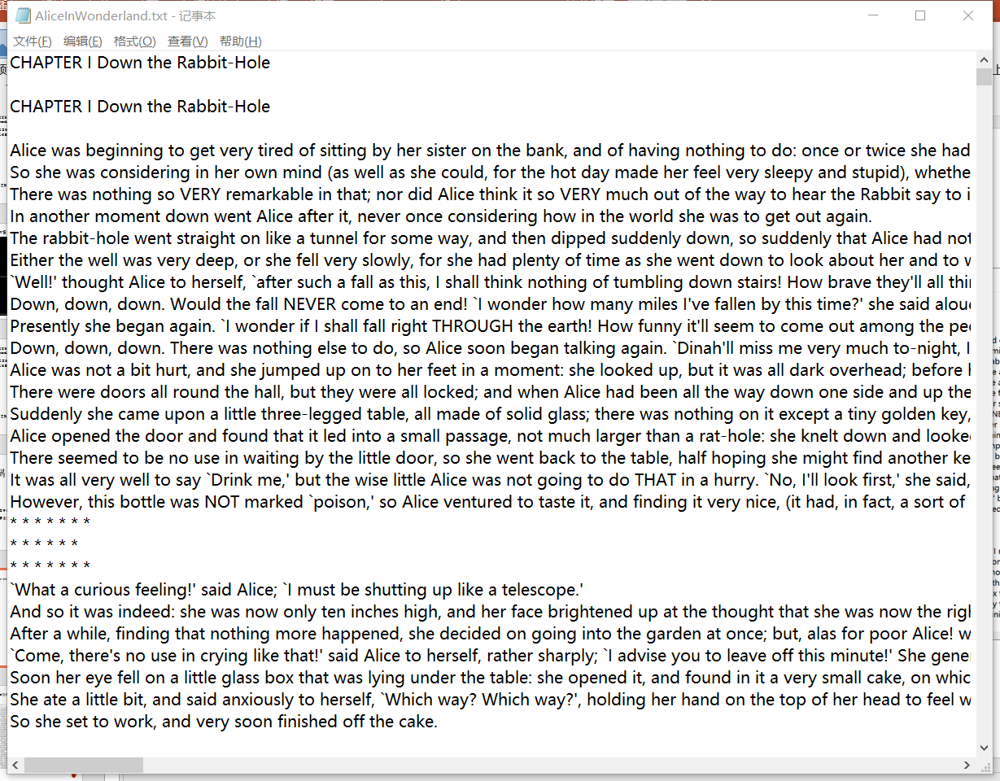 AliceInWonderland.txt - 记事本
文件(F) 编辑(E) 格式(O) 查看(V) 帮助(H)
CHAPTER I Down the Rabbit-Hole
CHAPTER I Down the Rabbit-Hole
Alice was beginning to get very tired of sitting by her sister on the bank, and of having nothing to do: once or twice she had
So she was considering in her own mind (as well as she could, for the hot day made her feel very sleepy and stupid), whethe
There was nothing so VERY remarkable in that; nor did Alice think it so VERY much out of the way to hear the Rabbit say to i
In another moment down went Alice after it, never once considering how in the world she was to get out again.
The rabbit-hole went straight on like a tunnel for some way, and then dipped suddenly down, so suddenly that Alice had not
Either the well was very deep, or she fell very slowly, for she had plenty of time as she went down to look about her and to w
`Well!' thought Alice to herself, `after such a fall as this, I shall think nothing of tumbling down stairs! How brave they'll all thin
Down, down, down. Would the fall NEVER come to an end! `I wonder how many miles I've fallen by this time?' she said alou
Presently she began again. `I wonder if I shall fall right THROUGH the earth! How funny it'll seem to come out among the peo
Down, down, down. There was nothing else to do, so Alice soon began talking again. `Dinah'll miss me very much to-night, I
Alice was not a bit hurt, and she jumped up on to her feet in a moment: she looked up, but it was all dark overhead; before h
There were doors all round the hall, but they were all locked; and when Alice had been all the way down one side and up the
Suddenly she came upon a little three-legged table, all made of solid glass; there was nothing on it except a tiny golden key,
Alice opened the door and found that it led into a small passage, not much larger than a rat-hole: she knelt down and looke
There seemed to be no use in waiting by the little door, so she went back to the table, half hoping she might find another ke
It was all very well to say `Drink me,' but the wise little Alice was not going to do THAT in a hurry. `No, I'll look first,' she said,
However, this bottle was NOT marked `poison,' so Alice ventured to taste it, and finding it very nice, (it had, in fact, a sort of
* * * * * * *
* * * * * *
* * * * * * *
`What a curious feeling!' said Alice; `I must be shutting up like a telescope.'
And so it was indeed: she was now only ten inches high, and her face brightened up at the thought that she was now the righ
After a while, finding that nothing more happened, she decided on going into the garden at once; but, alas for poor Alice! w
`Come, there's no use in crying like that!' said Alice to herself, rather sharply; `I advise you to leave off this minute!' She gene
Soon her eye fell on a little glass box that was lying under the table: she opened it, and found in it a very small cake, on whic
She ate a little bit, and said anxiously to herself, `Which way? Which way?', holding her hand on the top of her head to feel w
So she set to work, and very soon finished off the cake.